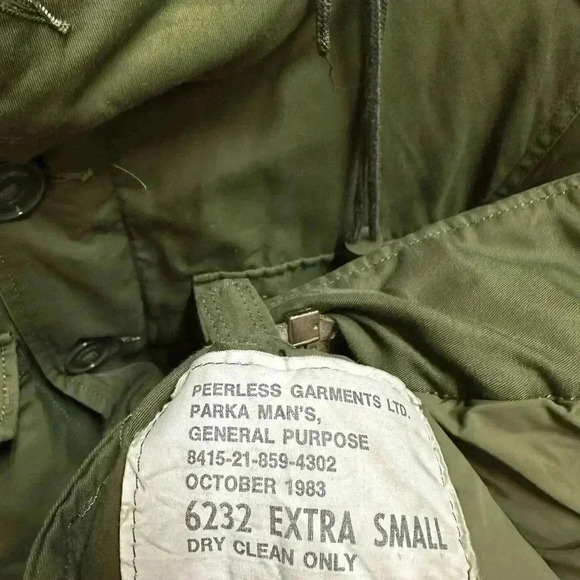 PEERLESS GARMENTS LTD.
PARKA MAN'S,
GENERAL PURPOSE
8415-21-859-4302
OCTOBER 1983
6232 EXTRA SMALL
DRY CLEAN ONLY